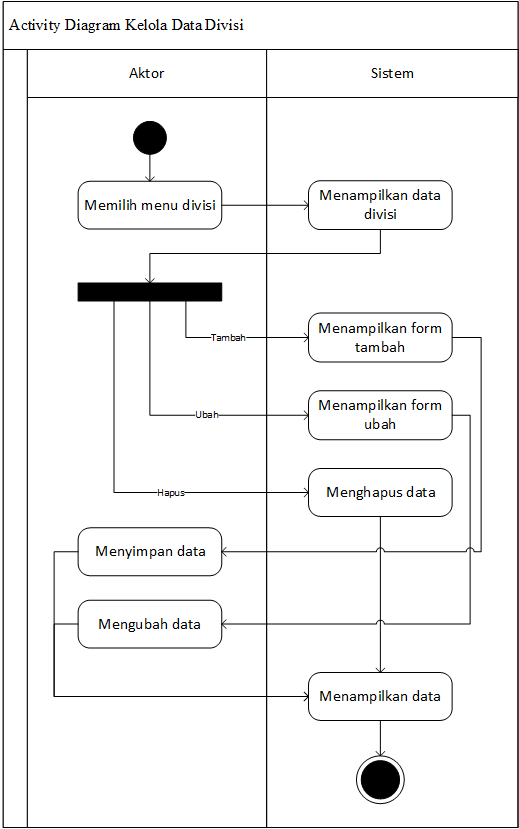 Activity Diagram Kelola Data Divisi
Aktor
Sistem
Memilih menu divisi
Menampilkan data
divisi
Tambah
Menampilkan form
tambah
Ubah
Menampilkan form
ubah
Hapus
Menghapus data
Menyimpan data
Mengubah data
Menampilkan data